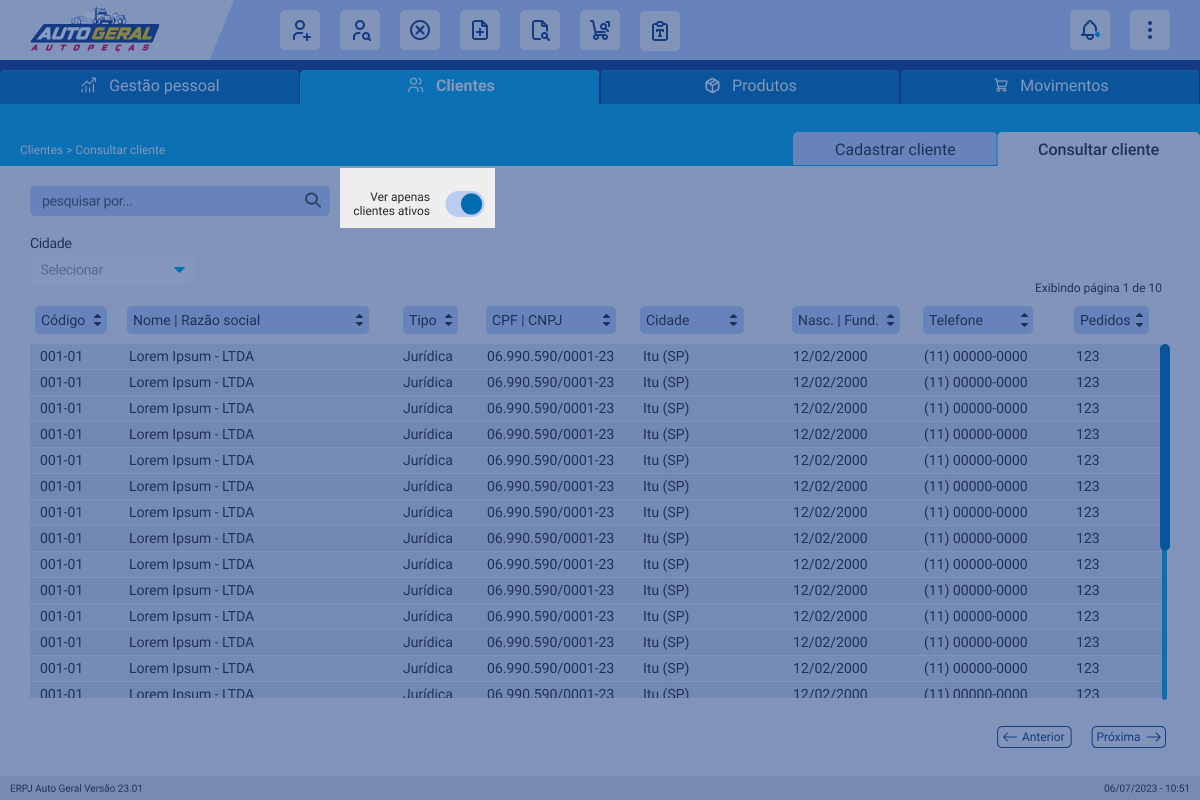 AUTO GERAL
AUTOPEÇAS
Gestão pessoal
Clientes
Produtos
Movimentos
Clientes > Consultar cliente
Cadastrar cliente
Consultar cliente
pesquisar por...
Ver apenas
clientes ativos
Cidade
Selecionar
Exibindo página 1 de 10
Código Nome | Razão social Tipo CPF | CNPJ Cidade Nasc. | Fund. Telefone Pedidos
001-01 Lorem Ipsum - LTDA Jurídica 06.990.590/0001-23 Itu (SP) 12/02/2000 (11) 00000-0000 123
001-01 Lorem Ipsum - LTDA Jurídica 06.990.590/0001-23 Itu (SP) 12/02/2000 (11) 00000-0000 123
001-01 Lorem Ipsum - LTDA Jurídica 06.990.590/0001-23 Itu (SP) 12/02/2000 (11) 00000-0000 123
001-01 Lorem Ipsum - LTDA Jurídica 06.990.590/0001-23 Itu (SP) 12/02/2000 (11) 00000-0000 123
001-01 Lorem Ipsum - LTDA Jurídica 06.990.590/0001-23 Itu (SP) 12/02/2000 (11) 00000-0000 123
001-01 Lorem Ipsum - LTDA Jurídica 06.990.590/0001-23 Itu (SP) 12/02/2000 (11) 00000-0000 123
001-01 Lorem Ipsum - LTDA Jurídica 06.990.590/0001-23 Itu (SP) 12/02/2000 (11) 00000-0000 123
001-01 Lorem Ipsum - LTDA Jurídica 06.990.590/0001-23 Itu (SP) 12/02/2000 (11) 00000-0000 123
001-01 Lorem Ipsum - LTDA Jurídica 06.990.590/0001-23 Itu (SP) 12/02/2000 (11) 00000-0000 123
001-01 Lorem Ipsum - LTDA Jurídica 06.990.590/0001-23 Itu (SP) 12/02/2000 (11) 00000-0000 123
001-01 Lorem Ipsum - LTDA Jurídica 06.990.590/0001-23 Itu (SP) 12/02/2000 (11) 00000-0000 123
001-01 Lorem Ipsum - LTDA Jurídica 06.990.590/0001-23 Itu (SP) 12/02/2000 (11) 00000-0000 123
001-01 Lorem Ipsum - LTDA Jurídica 06.990.590/0001-23 Itu (SP) 12/02/2000 (11) 00000-0000 123
001-01 Lorem Ipsum - LTDA Jurídica 06.990.590/0001-23 Itu (SP) 12/02/2000 (11) 00000-0000 123
Anterior
Próxima
ERPJ Auto Geral Versão 23.01
06/07/2023 - 10:51